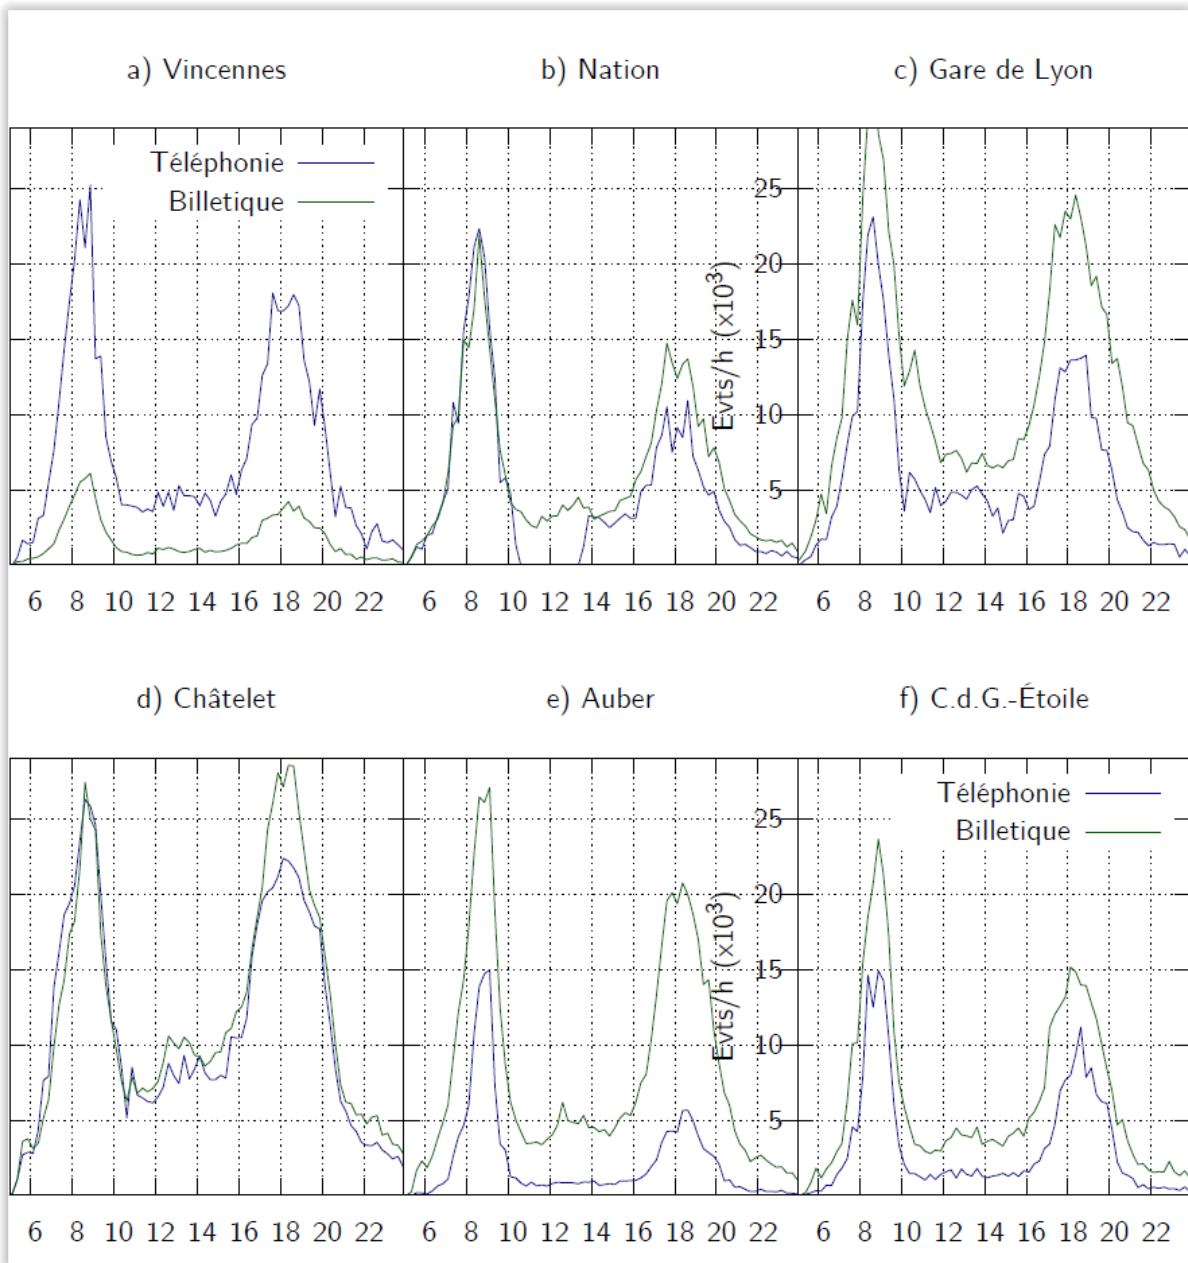 a) Vincennes
b) Nation
c) Gare de Lyon
Téléphonie
Billetique
25
20
15
10
5
Evts/h (x10³)
6 8 10 12 14 16 18 20 22
6 8 10 12 14 16 18 20 22
6 8 10 12 14 16 18 20 22
d) Châtelet
e) Auber
f) C.d.G.-Étoile
Téléphonie
Billetique
25
20
15
10
5
Evts/h (x10³)
6 8 10 12 14 16 18 20 22
6 8 10 12 14 16 18 20 22
6 8 10 12 14 16 18 20 22